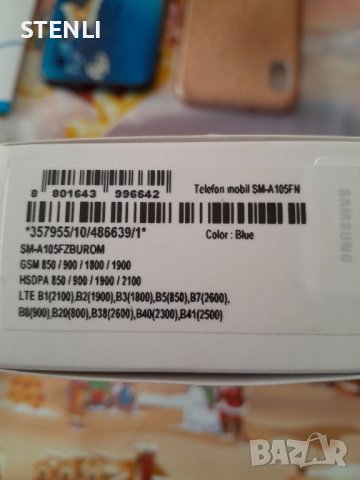 STENLI
8 801643 996642
Telefon mobil SM-A105FN
*357955/10/486639/1*
Color : Blue
SM-A105FZBUROM
GSM 850 / 900 / 1800 / 1900
HSDPA 850 / 900 / 1900 / 2100
LTE B1(2100),B2(1900),B3(1800),B5(850),B7(2600),
B8(900),B20(800),B38(2600),B40(2300),B41(2500)
SAMSUNG
BAZAR